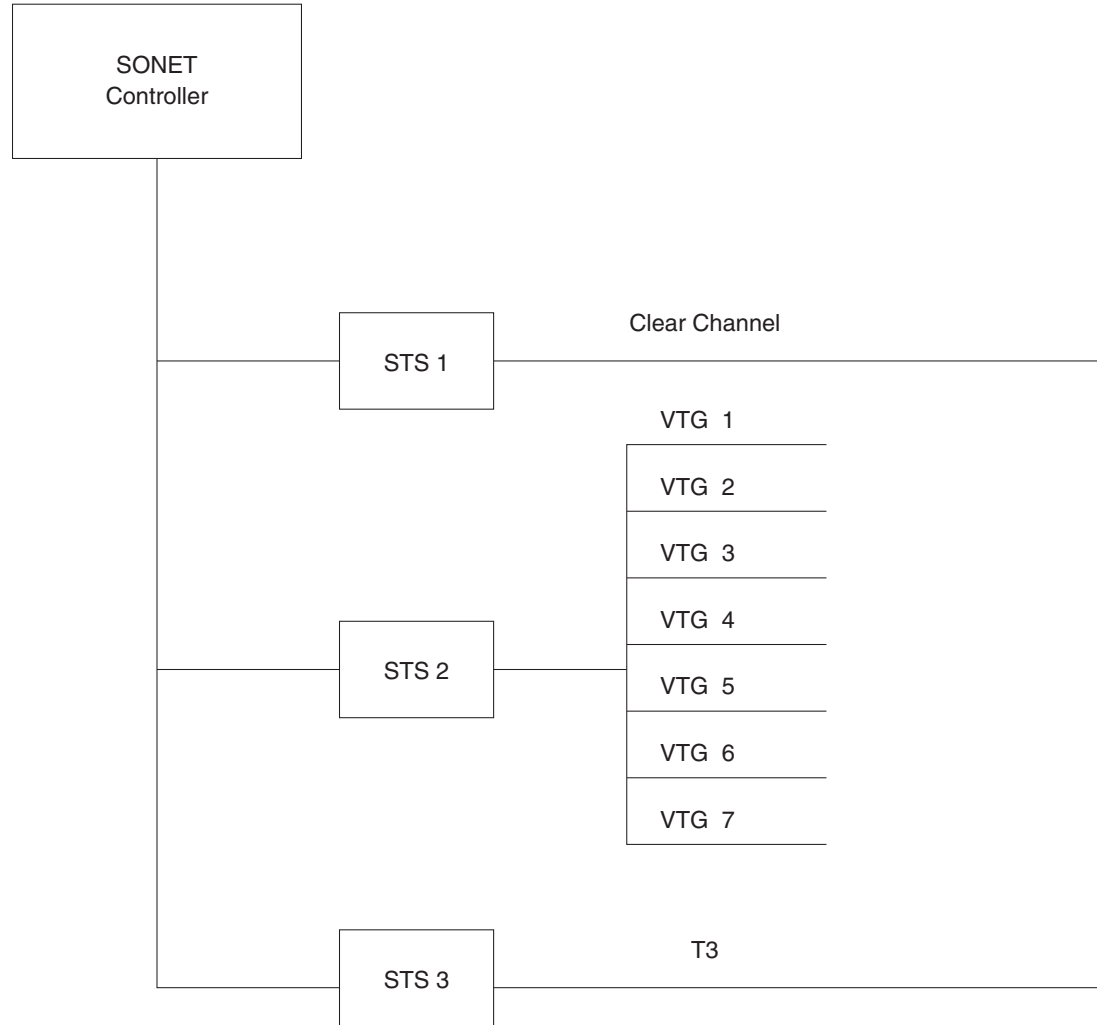 SONET
Controller
Clear Channel
STS 1
VTG 1
VTG 2
VTG 3
VTG 4
STS 2
VTG 5
VTG 6
VTG 7
T3
STS 3